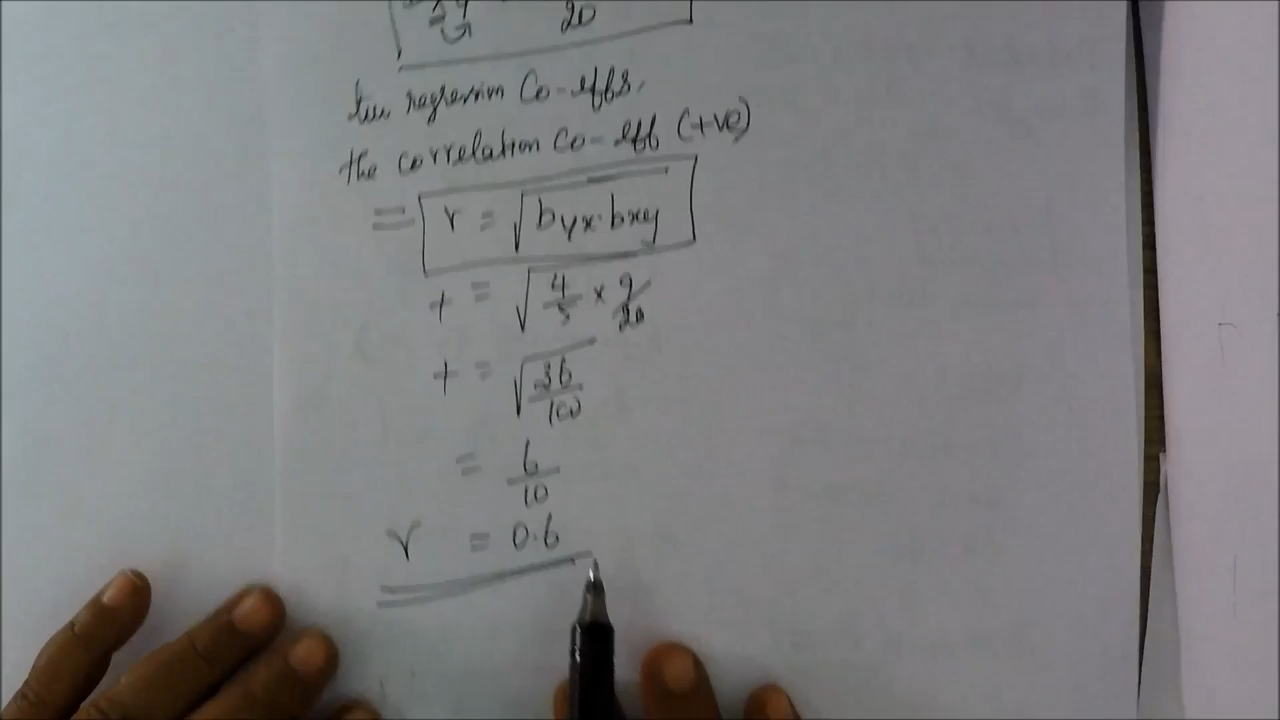 20
two regression Co-effs,
the correlation co-eff (+ve)
= r = √byx·bxy
+ = √4/5 × 9/20
+ = √36/100
= 6/10
r = 0.6